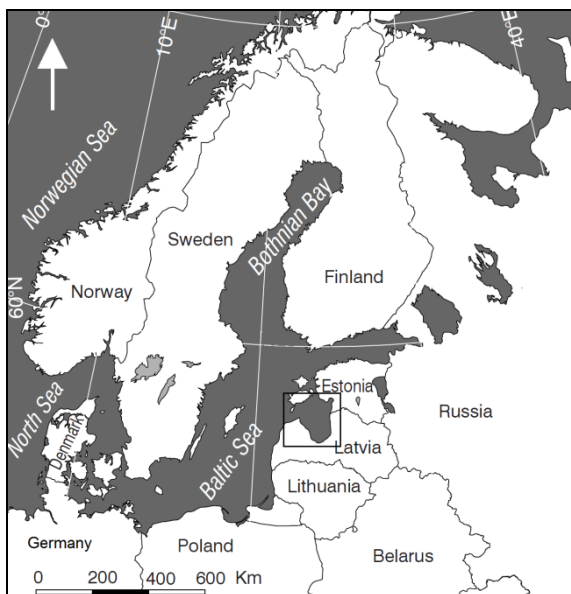 0°
10°E
40°E
Norwegian Sea
Bothnian Bay
Sweden
Finland
Norway
60°N
North Sea
Denmark
Estonia
Russia
Baltic Sea
Latvia
Lithuania
Germany
Poland
Belarus
0 200 400 600 Km